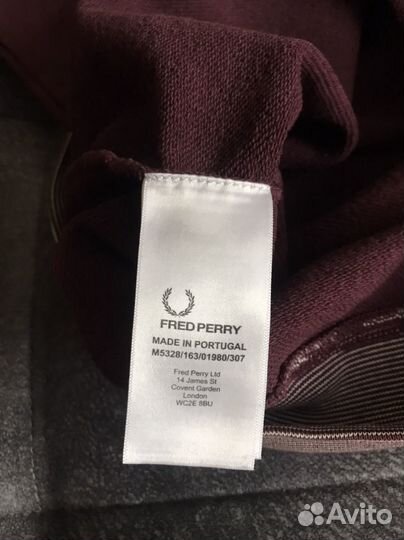 FRED PERRY
MADE IN PORTUGAL
M5328/163/01980/307
Fred Perry Ltd
14 James St
Covent Garden
London
WC2E 8BU
Avito